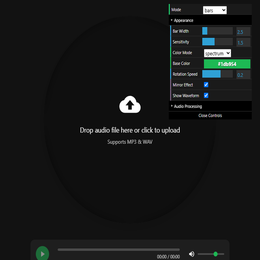 Mode
bars
Appearance
Bar Width
2.5
Sensitivity
Color Mode
spectrum
Base Color
#1db954
Rotation Speed
0.2
Mirror Effect
Show Waveform
Audio Processing
Close Controls
Drop audio file here or click to upload
Supports MP3 & WAV
00:00 / 00:00